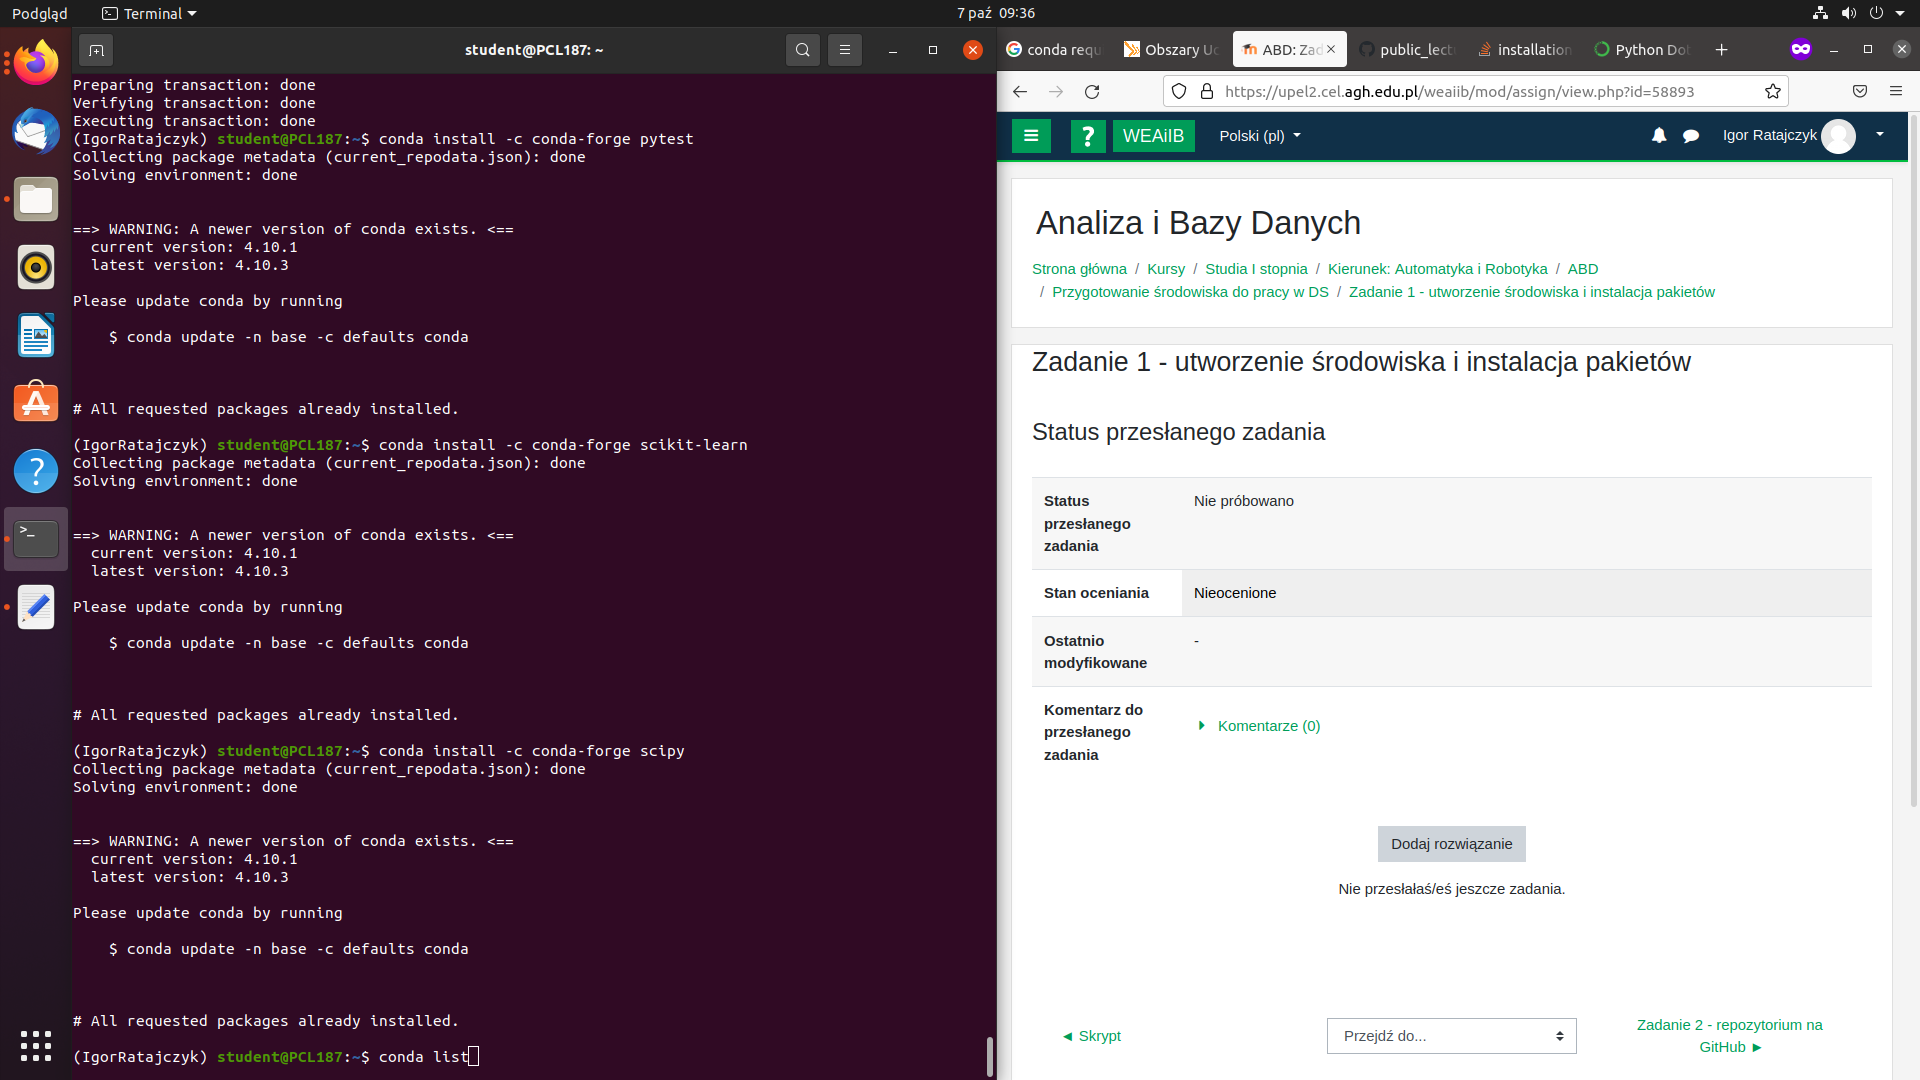 Podgląd
Terminal
7 paź 09:36
student@PCL187: ~
Preparing transaction: done
Verifying transaction: done
Executing transaction: done
(IgorRatajczyk) student@PCL187:~$ conda install -c conda-forge pytest
Collecting package metadata (current_repodata.json): done
Solving environment: done
==> WARNING: A newer version of conda exists. <==
current version: 4.10.1
latest version: 4.10.3
Please update conda by running
$ conda update -n base -c defaults conda
# All requested packages already installed.
(IgorRatajczyk) student@PCL187:~$ conda install -c conda-forge scikit-learn
Collecting package metadata (current_repodata.json): done
Solving environment: done
==> WARNING: A newer version of conda exists. <==
current version: 4.10.1
latest version: 4.10.3
Please update conda by running
$ conda update -n base -c defaults conda
# All requested packages already installed.
(IgorRatajczyk) student@PCL187:~$ conda install -c conda-forge scipy
Collecting package metadata (current_repodata.json): done
Solving environment: done
==> WARNING: A newer version of conda exists. <==
current version: 4.10.1
latest version: 4.10.3
Please update conda by running
$ conda update -n base -c defaults conda
# All requested packages already installed.
(IgorRatajczyk) student@PCL187:~$ conda list
conda requ
Obszary Uc
ABD: Zad
public_lect
installation
Python Dot
https://upel2.cel.agh.edu.pl/weaiib/mod/assign/view.php?id=58893
WEAiIB
Polski (pl)
Igor Ratajczyk
Analiza i Bazy Danych
Strona główna / Kursy / Studia I stopnia / Kierunek: Automatyka i Robotyka / ABD
/ Przygotowanie środowiska do pracy w DS / Zadanie 1 - utworzenie środowiska i instalacja pakietów
Zadanie 1 - utworzenie środowiska i instalacja pakietów
Status przesłanego zadania
Status przesłanego zadania
Nie próbowano
Stan oceniania
Nieocenione
Ostatnio modyfikowane
-
Komentarz do przesłanego zadania
Komentarze (0)
Dodaj rozwiązanie
Nie przesłałaś/eś jeszcze zadania.
◄ Skrypt
Przejdź do...
Zadanie 2 - repozytorium na
GitHub ►